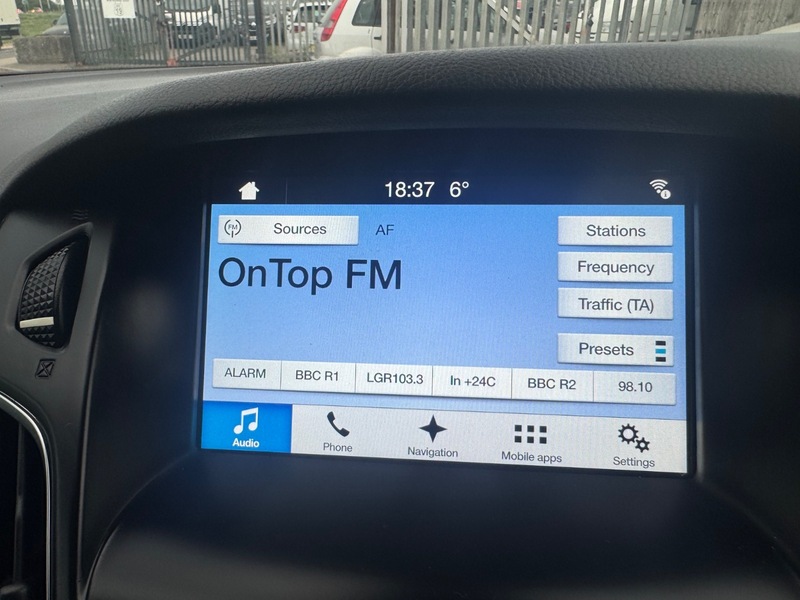 18:37 6°
FM Sources AF Stations
OnTop FM
Frequency
Traffic (TA)
Presets
ALARM BBC R1 LGR103.3 In +24C BBC R2 98.10
Audio Phone Navigation Mobile apps Settings